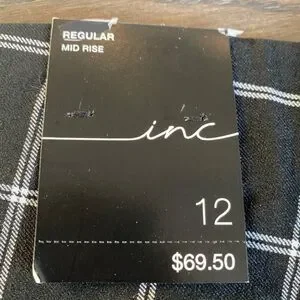 REGULAR
MID RISE
inc
12
$69.50